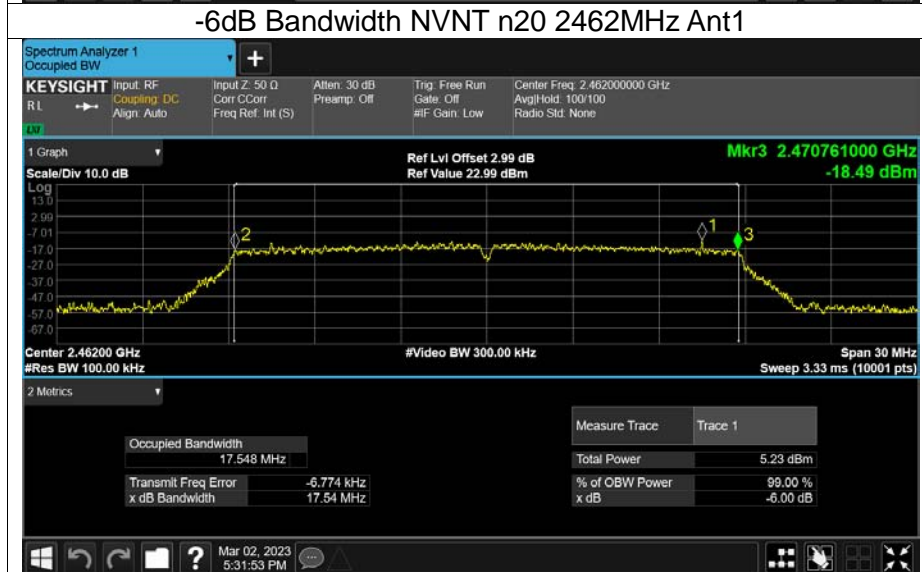 -6dB Bandwidth NVNT n20 2462MHz Ant1
Spectrum Analyzer 1
Occupied BW
+
KEYSIGHT Input: RF Input Z: 50 Ω Atten: 30 dB Trig: Free Run Center Freq: 2.462000000 GHz
RL Coupling: DC Corr CCorr Preamp: Off Gate: Off Avg|Hold: 100/100
Align: Auto Freq Ref: Int (S) #IF Gain: Low Radio Std: None
LXI
1 Graph Ref Lvl Offset 2.99 dB Mkr3 2.470761000 GHz
Scale/Div 10.0 dB Ref Value 22.99 dBm -18.49 dBm
Log
13.0
2.99
-7.01
-17.0
-27.0
-37.0
-47.0
-57.0
-67.0
2
1
3
Center 2.46200 GHz #Video BW 300.00 kHz Span 30 MHz
#Res BW 100.00 kHz Sweep 3.33 ms (10001 pts)
2 Metrics
Measure Trace Trace 1
Occupied Bandwidth
17.548 MHz Total Power 5.23 dBm
Transmit Freq Error -6.774 kHz % of OBW Power 99.00 %
x dB Bandwidth 17.54 MHz x dB -6.00 dB
? Mar 02, 2023
5:31:53 PM